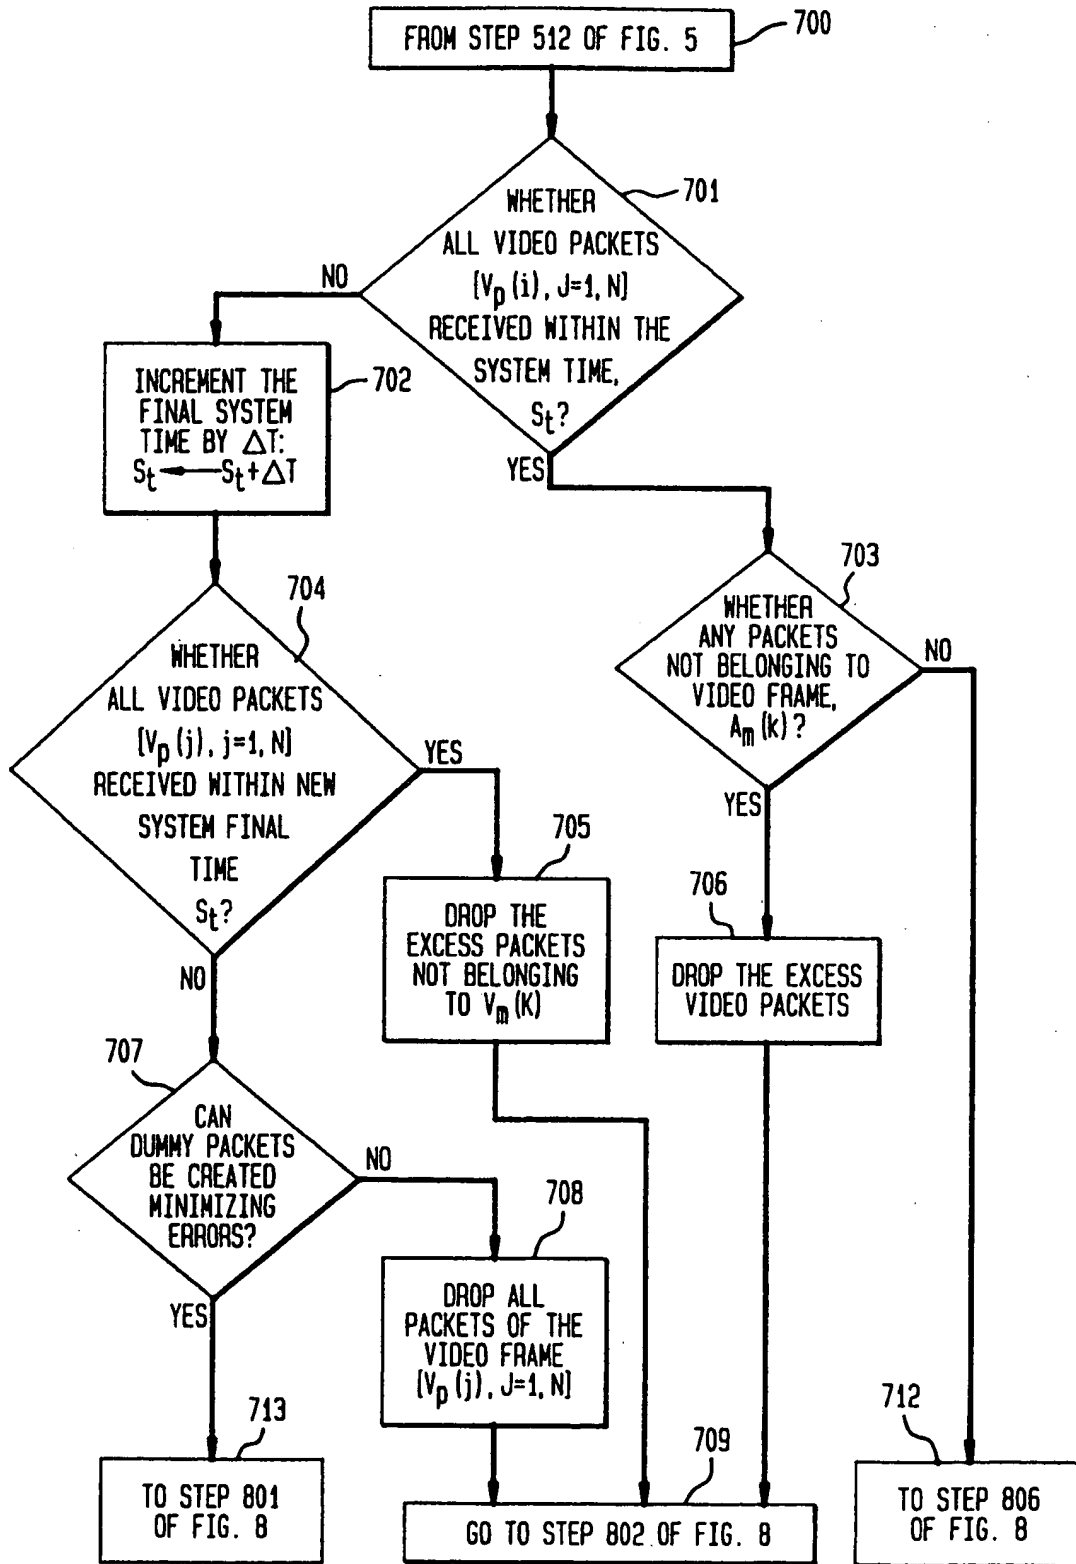 FROM STEP 512 OF FIG. 5
700
701
WHETHER
ALL VIDEO PACKETS
[Vp(i), J=1, N]
RECEIVED WITHIN THE
SYSTEM TIME,
St?
NO
YES
702
INCREMENT THE
FINAL SYSTEM
TIME BY ΔT:
St ← St+ΔT
703
WHETHER
ANY PACKETS
NOT BELONGING TO
VIDEO FRAME,
Am(k)?
NO
YES
704
WHETHER
ALL VIDEO PACKETS
[Vp(j), j=1, N]
RECEIVED WITHIN NEW
SYSTEM FINAL
TIME
St?
YES
NO
705
DROP THE
EXCESS PACKETS
NOT BELONGING
TO Vm(K)
706
DROP THE EXCESS
VIDEO PACKETS
707
CAN
DUMMY PACKETS
BE CREATED
MINIMIZING
ERRORS?
NO
YES
708
DROP ALL
PACKETS OF THE
VIDEO FRAME
[Vp(j), J=1, N]
713
TO STEP 801
OF FIG. 8
709
GO TO STEP 802 OF FIG. 8
712
TO STEP 806
OF FIG. 8